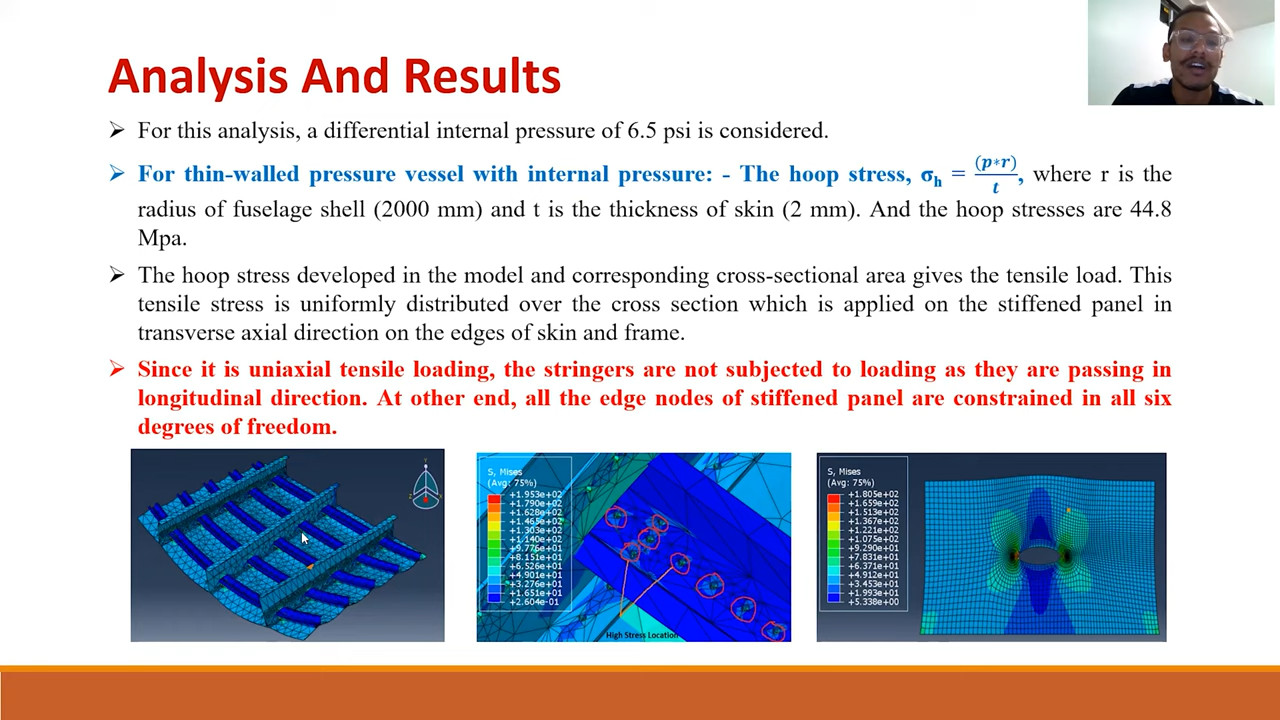 Analysis And Results
➢ For this analysis, a differential internal pressure of 6.5 psi is considered.
➢ For thin-walled pressure vessel with internal pressure: - The hoop stress, σh = (p*r)/t, where r is the
radius of fuselage shell (2000 mm) and t is the thickness of skin (2 mm). And the hoop stresses are 44.8
Mpa.
➢ The hoop stress developed in the model and corresponding cross-sectional area gives the tensile load. This
tensile stress is uniformly distributed over the cross section which is applied on the stiffened panel in
transverse axial direction on the edges of skin and frame.
➢ Since it is uniaxial tensile loading, the stringers are not subjected to loading as they are passing in
longitudinal direction. At other end, all the edge nodes of stiffened panel are constrained in all six
degrees of freedom.
Y
S, Mises
(Avg: 75%)
+1.953e+02
+1.790e+02
+1.628e+02
+1.465e+02
+1.303e+02
+1.140e+02
+9.776e+01
+8.151e+01
+6.526e+01
+4.901e+01
+3.276e+01
+1.651e+01
+2.604e-01
High Stress Location
S, Mises
(Avg: 75%)
+1.805e+02
+1.659e+02
+1.513e+02
+1.367e+02
+1.221e+02
+1.075e+02
+9.290e+01
+7.831e+01
+6.371e+01
+4.912e+01
+3.453e+01
+1.993e+01
+5.338e+00